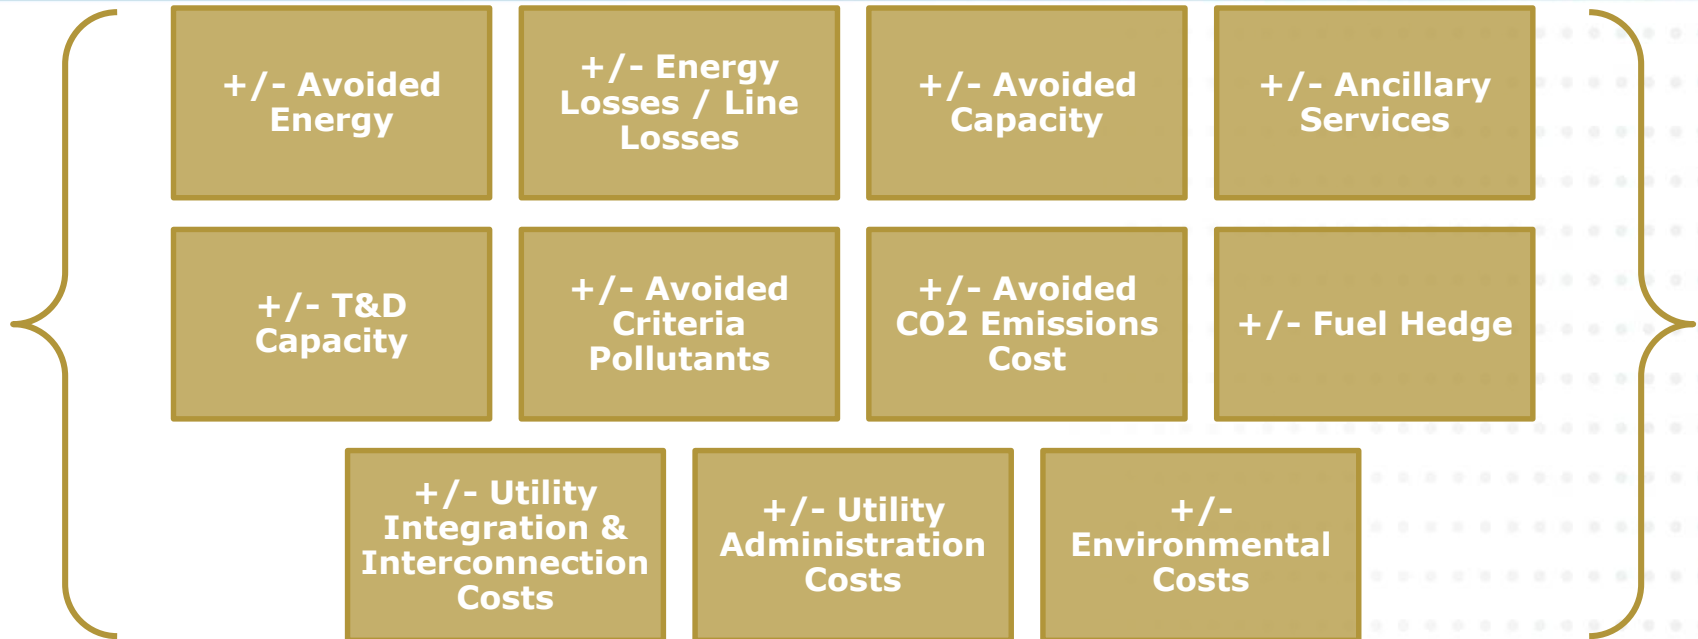 +/- Avoided
Energy
+/- Energy
Losses / Line
Losses
+/- Avoided
Capacity
+/- Ancillary
Services
+/- T&D
Capacity
+/- Avoided
Criteria
Pollutants
+/- Avoided
CO2 Emissions
Cost
+/- Fuel Hedge
+/- Utility
Integration &
Interconnection
Costs
+/- Utility
Administration
Costs
+/-
Environmental
Costs